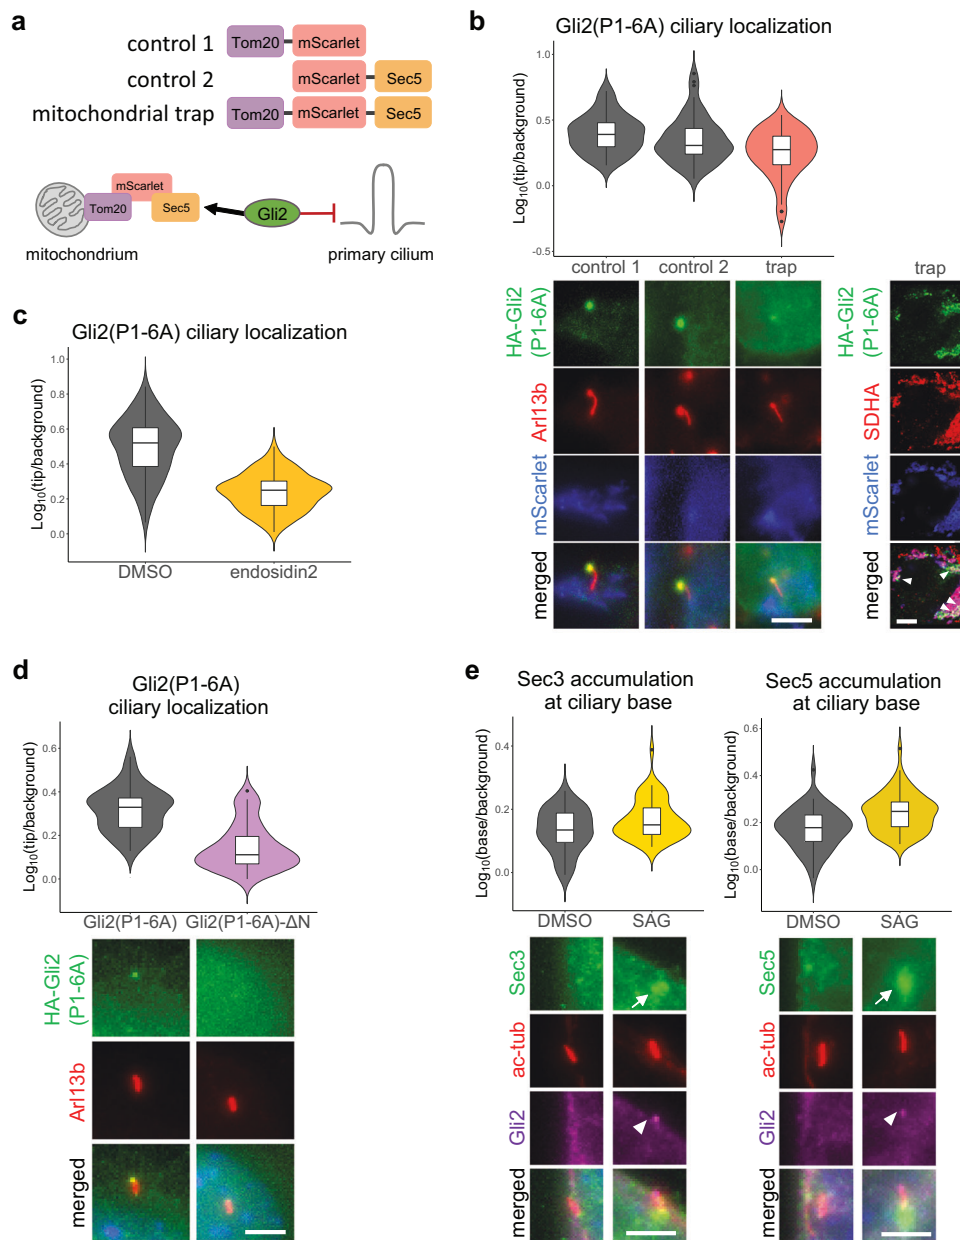 a
control 1
Tom20
mScarlet
control 2
mScarlet
Sec5
mitochondrial trap
Tom20
mScarlet
Sec5
mScarlet
Tom20
Sec5
Gli2
mitochondrium
primary cilium
b
Gli2(P1-6A) ciliary localization
Log10(tip/background)
1.0
0.5
0.0
-0.5
control 1
control 2
trap
trap
HA-Gli2
(P1-6A)
Arl13b
mScarlet
merged
HA-Gli2
(P1-6A)
SDHA
mScarlet
merged
c
Gli2(P1-6A) ciliary localization
Log10(tip/background)
1.0
0.8
0.6
0.4
0.2
0.0
DMSO
endosidin2
d
Gli2(P1-6A)
ciliary localization
Log10(tip/background)
0.6
0.4
0.2
0.0
Gli2(P1-6A)
Gli2(P1-6A)-ΔN
HA-Gli2
(P1-6A)
Arl13b
merged
e
Sec3 accumulation
at ciliary base
Log10(base/background)
0.4
0.2
0.0
DMSO
SAG
Sec3
ac-tub
Gli2
merged
Sec5 accumulation
at ciliary base
Log10(base/background)
0.6
0.4
0.2
0.0
DMSO
SAG
Sec5
ac-tub
Gli2
merged